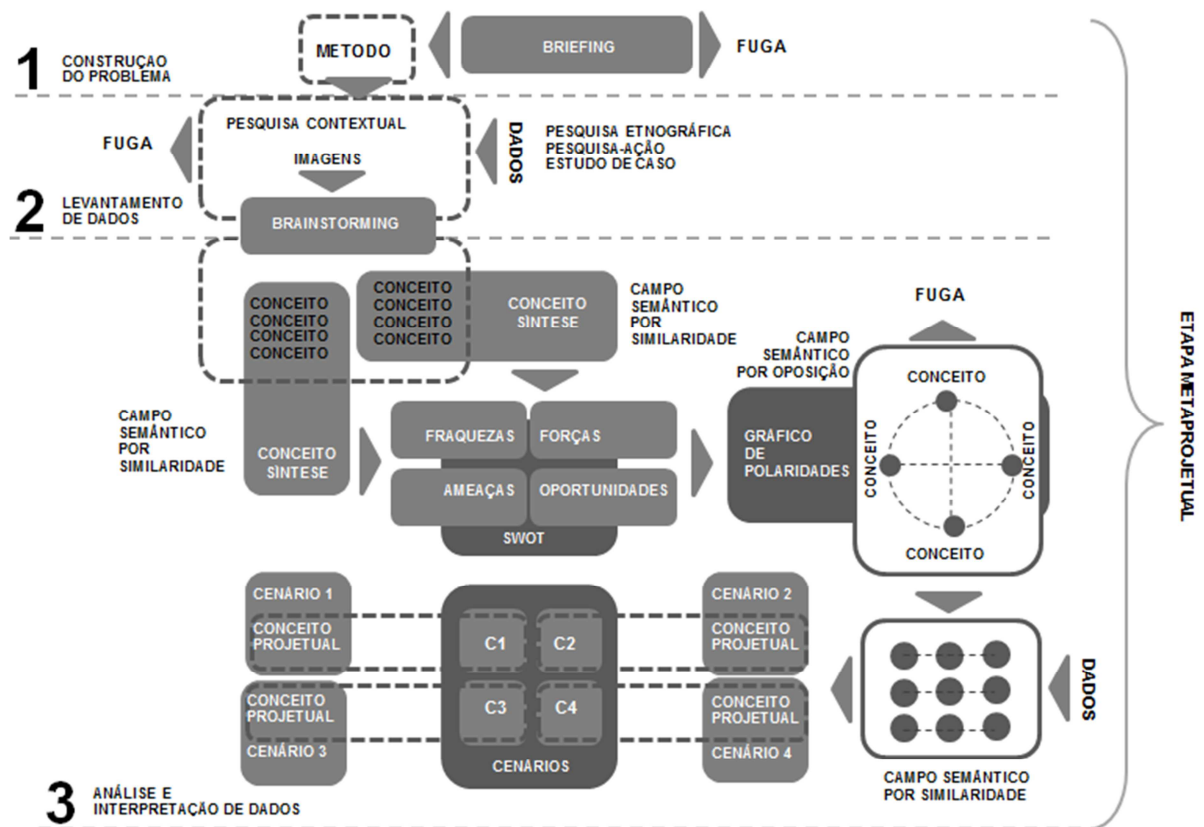 1 CONSTRUÇAO
DO PROBLEMA
METODO
BRIEFING
FUGA
FUGA
PESQUISA CONTEXTUAL
IMAGENS
DADOS
PESQUISA ETNOGRÁFICA
PESQUISA-AÇÃO
ESTUDO DE CASO
2 LEVANTAMENTO
DE DADOS
BRAINSTORMING
CONCEITO
CONCEITO
CONCEITO
CONCEITO
CONCEITO
CONCEITO
CONCEITO
CONCEITO
CONCEITO
SÌNTESE
CAMPO
SEMÂNTICO
POR
SIMILARIDADE
CAMPO
SEMÂNTICO
POR
SIMILARIDADE
CONCEITO
SÍNTESE
FRAQUEZAS
FORÇAS
AMEAÇAS
OPORTUNIDADES
SWOT
CAMPO
SEMÂNTICO
POR OPOSIÇÃO
GRÁFICO
DE
POLARIDADES
FUGA
CONCEITO
CONCEITO
CONCEITO
CONCEITO
ETAPA METAPROJETUAL
CENÁRIO 1
CONCEITO
PROJETUAL
CONCEITO
PROJETUAL
CENÁRIO 3
C1
C2
C3
C4
CENÁRIOS
CENÁRIO 2
CONCEITO
PROJETUAL
CONCEITO
PROJETUAL
CENÁRIO 4
DADOS
CAMPO SEMÂNTICO
POR SIMILARIDADE
3 ANÁLISE E
INTERPRETAÇÃO DE DADOS